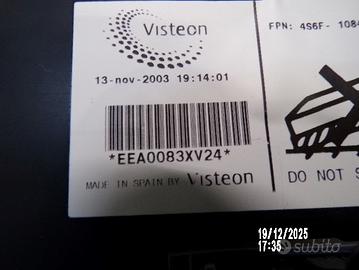 Visteon
FPN: 4S6F- 108
13-nov-2003 19:14:01
*EEA0083XV24*
MADE IN SPAIN BY Visteon
DO NOT S
19/12/2025
17:35
subito